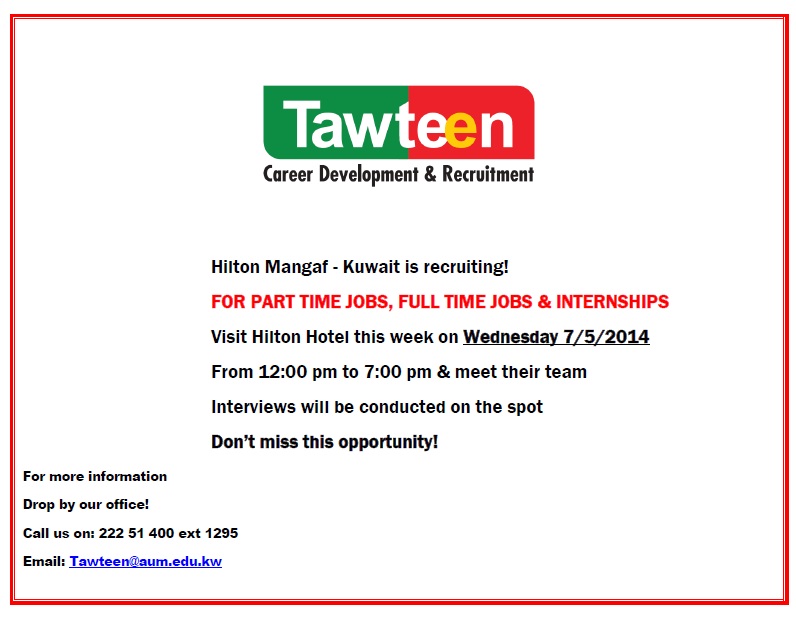 Tawteen
Career Development & Recruitment
Hilton Mangaf - Kuwait is recruiting!
FOR PART TIME JOBS, FULL TIME JOBS & INTERNSHIPS
Visit Hilton Hotel this week on Wednesday 7/5/2014
From 12:00 pm to 7:00 pm & meet their team
Interviews will be conducted on the spot
Don't miss this opportunity!
For more information
Drop by our office!
Call us on: 222 51 400 ext 1295
Email: Tawteen@aum.edu.kw